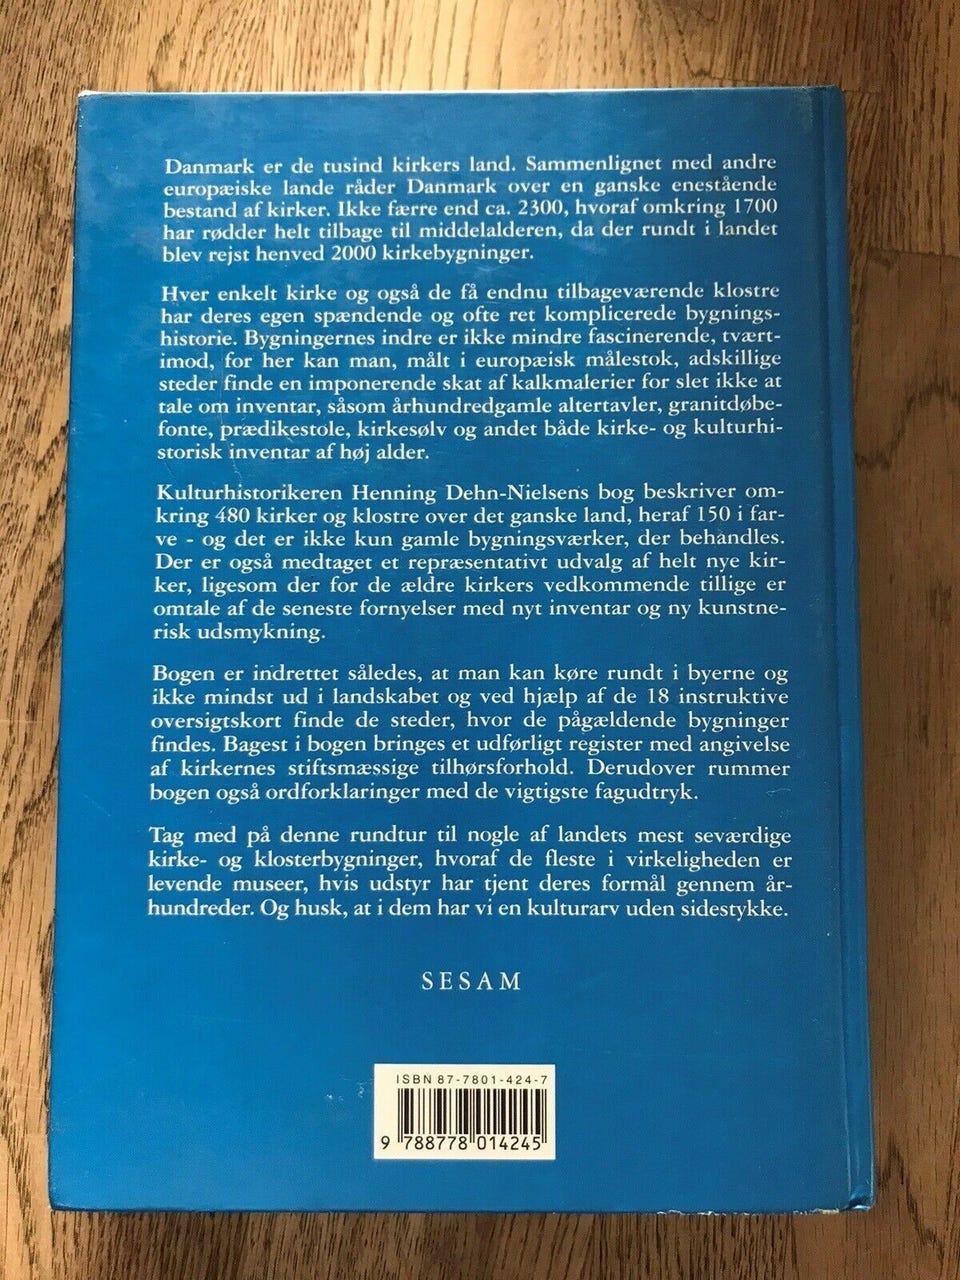 Danmark er de tusind kirkers land. Sammenlignet med andre
europæiske lande råder Danmark over en ganske enestående
bestand af kirker. Ikke færre end ca. 2300, hvoraf omkring 1700
har rødder helt tilbage til middelalderen, da der rundt i landet
blev rejst henved 2000 kirkebygninger.
Hver enkelt kirke og også de få endnu tilbageværende klostre
har deres egen spændende og ofte ret komplicerede bygnings-
historie. Bygningernes indre er ikke mindre fascinerende, tvært-
imod, for her kan man, målt i europæisk målestok, adskillige
steder finde en imponerende skat af kalkmalerier for slet ikke at
tale om inventar, såsom århundredgamle altertavler, granitdøbe-
fonte, prædikestole, kirkesølv og andet både kirke- og kulturhi-
storisk inventar af høj alder.
Kulturhistorikeren Henning Dehn-Nielsens bog beskriver om-
kring 480 kirker og klostre over det ganske land, heraf 150 i far-
ve - og det er ikke kun gamle bygningsværker, der behandles.
Der er også medtaget et repræsentativt udvalg af helt nye kir-
ker, ligesom der for de ældre kirkers vedkommende tillige er
omtale af de seneste fornyelser med nyt inventar og ny kunstne-
risk udsmykning.
Bogen er indrettet således, at man kan køre rundt i byerne og
ikke mindst ud i landskabet og ved hjælp af de 18 instruktive
oversigtskort finde de steder, hvor de pågældende bygninger
findes. Bagest i bogen bringes et udførligt register med angivelse
af kirkernes stiftsmæssige tilhørsforhold. Derudover rummer
bogen også ordforklaringer med de vigtigste fagudtryk.
Tag med på denne rundtur til nogle af landets mest seværdige
kirke- og klosterbygninger, hvoraf de fleste i virkeligheden er
levende museer, hvis udstyr har tjent deres formål gennem år-
hundreder. Og husk, at i dem har vi en kulturarv uden sidestykke.
SESAM
ISBN 87-7801-424-7
9 788778 014245